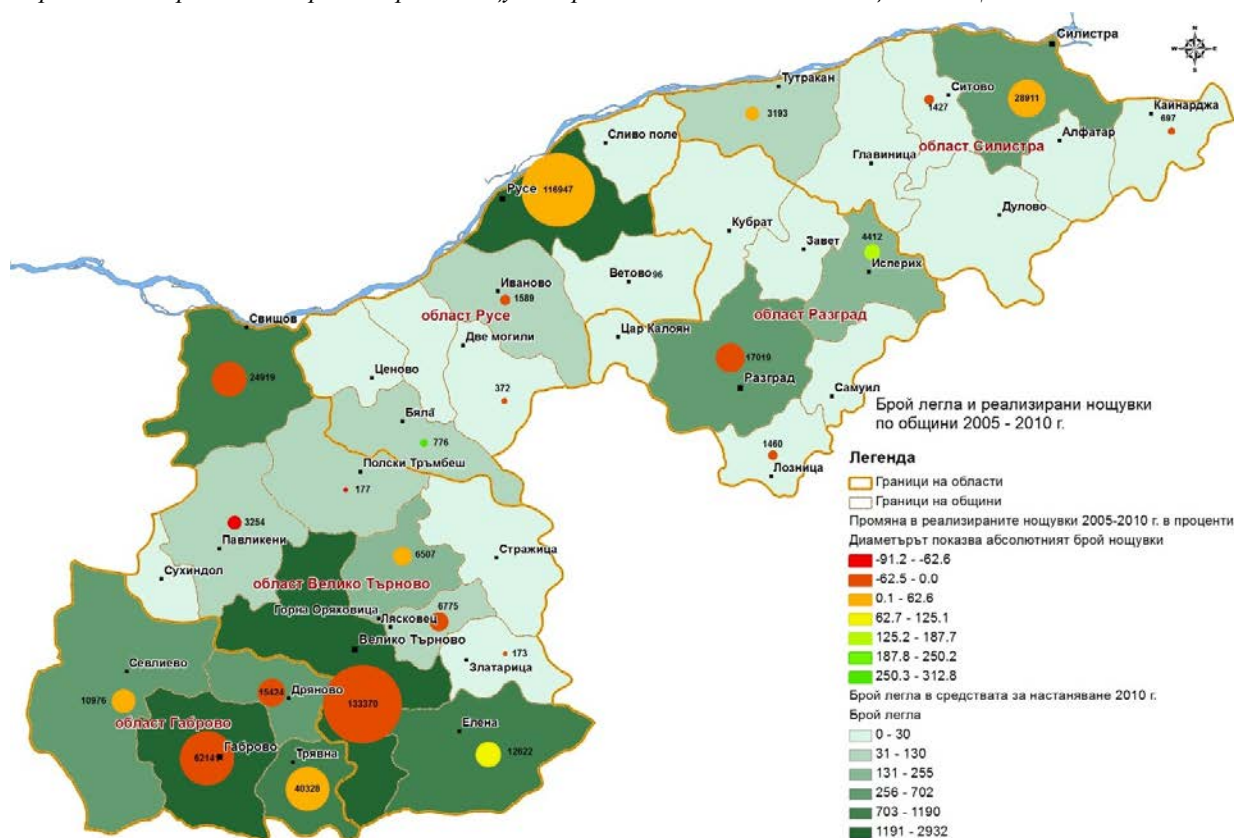 Силистра
N
W E
S
Тутракан
3193
Ситово
1427
28911
Кайнарджа
697
Алфатар
Сливо поле
Главиница
област Силистра
Русе
116947
Дулово
Кубрат
Завет
4412
Исперих
Ветово 96
Иваново
1589
област Русе
област Разград
Свищов
Две могили
Цар Калоян
17019
Разград
24919
Ценово
372
Самуил
Бяла
776
1460
Лозница
Полски Тръмбеш
177
3254
Павликени
6507
Стражица
Сухиндол
област Велико Търново
Горна Оряховица
Лясковец
6775
Велико Търново
173
Златарица
Севлиево
10976
15424
Дряново
133370
Елена
област Габрово
62141
Габрово
Трявна
12622
40328
Брой легла и реализирани нощувки
по общини 2005 - 2010 г.
Легенда
Граници на области
Граници на общини
Промяна в реализираните нощувки 2005-2010 г. в проценти
Диаметърът показва абсолютният брой нощувки
-91.2 - -62.6
-62.5 - 0.0
0.1 - 62.6
62.7 - 125.1
125.2 - 187.7
187.8 - 250.2
250.3 - 312.8
Брой легла в средствата за настаняване 2010 г.
Брой легла
0 - 30
31 - 130
131 - 255
256 - 702
703 - 1190
1191 - 2932